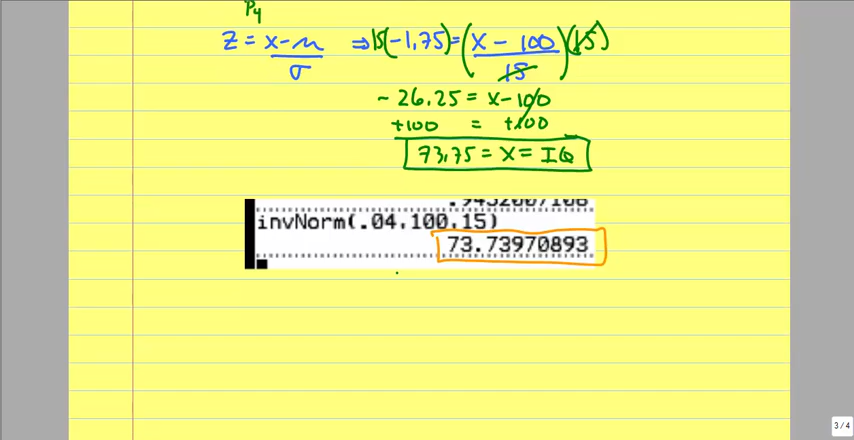 P4
Z = x-μ/σ ⇒ 15(-1.75) = (x - 100/15)(15)
- 26.25 = x-100
+100 = +100
73.75 = x = IQ
.9452007108
invNorm(.04,100,15)
73.73970893
3 / 4